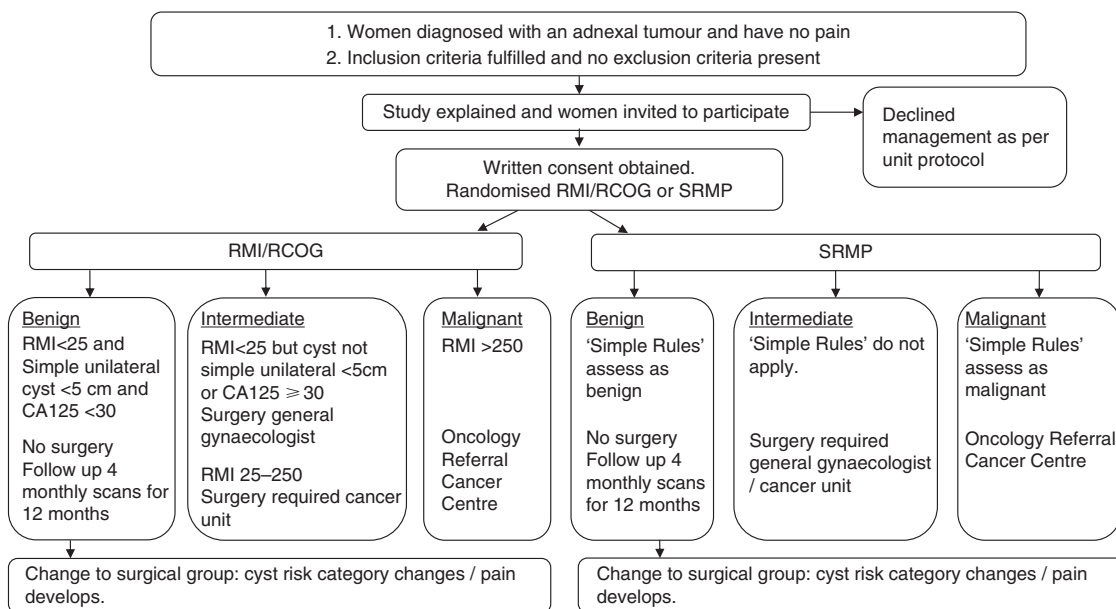 1. Women diagnosed with an adnexal tumour and have no pain
2. Inclusion criteria fulfilled and no exclusion criteria present
Study explained and women invited to participate
Declined
management as per
unit protocol
Written consent obtained.
Randomised RMI/RCOG or SRMP
RMI/RCOG
SRMP
Benign
RMI<25 and
Simple unilateral
cyst <5 cm and
CA125 <30
No surgery
Follow up 4
monthly scans for
12 months
Intermediate
RMI<25 but cyst not
simple unilateral <5cm
or CA125 ⩾ 30
Surgery general
gynaecologist
RMI 25–250
Surgery required cancer
unit
Malignant
RMI >250
Oncology
Referral
Cancer
Centre
Benign
‘Simple Rules’
assess as
benign
No surgery
Follow up 4
monthly scans
for 12 months
Intermediate
‘Simple Rules’ do not
apply.
Surgery required
general gynaecologist
/ cancer unit
Malignant
‘Simple Rules’
assess as
malignant
Oncology Referral
Cancer Centre
Change to surgical group: cyst risk category changes / pain
develops.
Change to surgical group: cyst risk category changes / pain
develops.